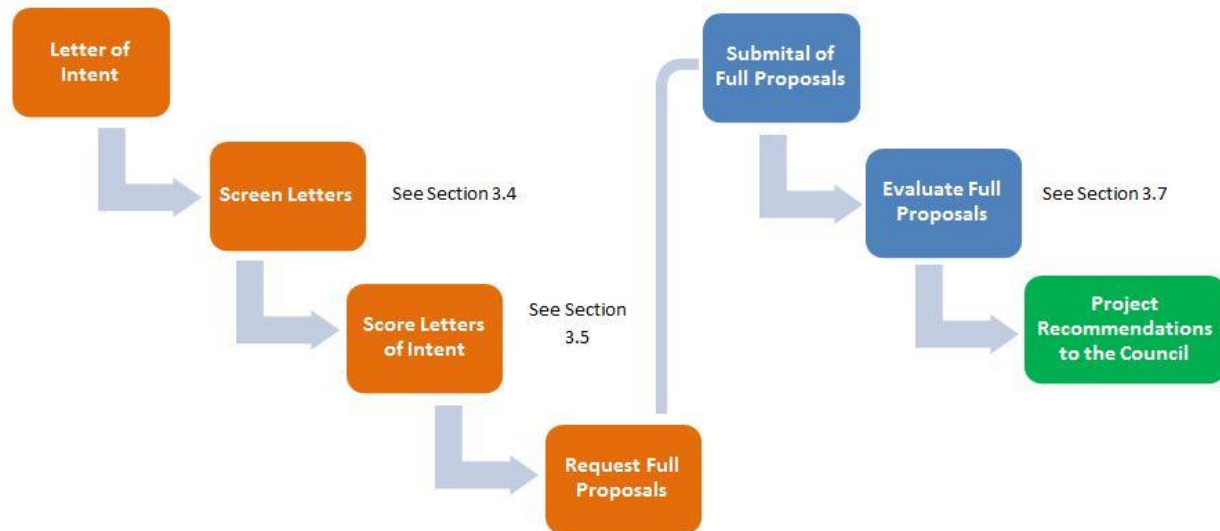 Letter of
Intent
Screen Letters
See Section 3.4
Score Letters
of Intent
See Section
3.5
Request Full
Proposals
Submital of
Full Proposals
Evaluate Full
Proposals
See Section 3.7
Project
Recommendations
to the Council